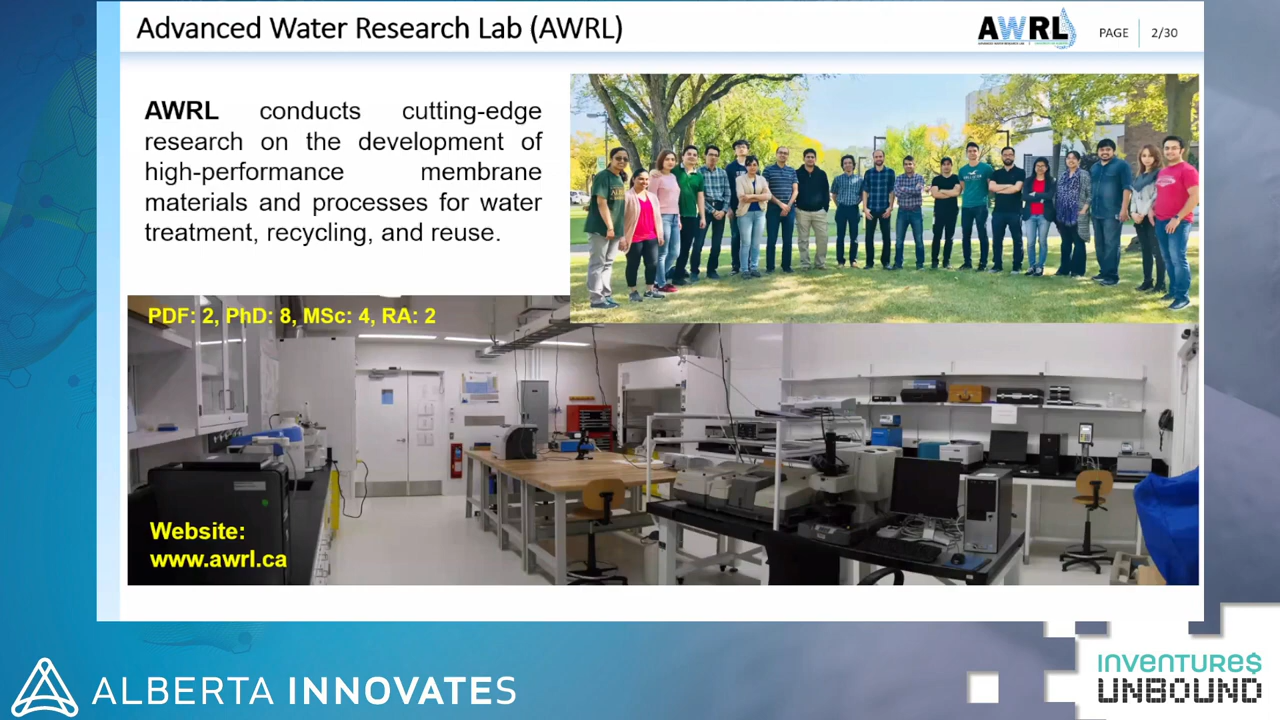 Advanced Water Research Lab (AWRL)
AWRL
PAGE
2/30
AWRL conducts cutting-edge
research on the development of
high-performance membrane
materials and processes for water
treatment, recycling, and reuse.
PDF: 2, PhD: 8, MSc: 4, RA: 2
Website:
www.awrl.ca
ALBERTA INNOVATES
INVENTURE$
UNBOUND